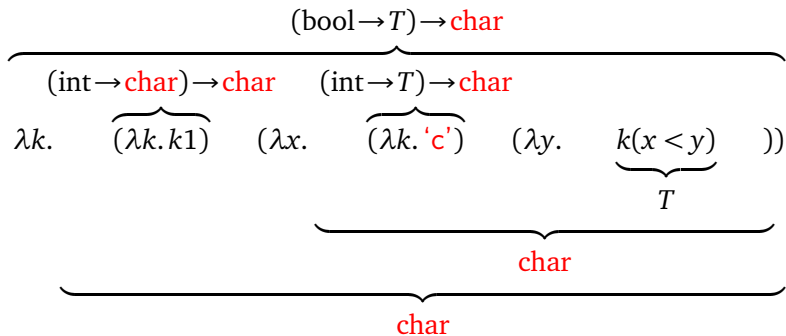 (bool→T)→char
(int→char)→char (int→T)→char
λk. (λk. k1) (λx. (λk. ‘c’) (λy. k(x < y) ))
T
char
char